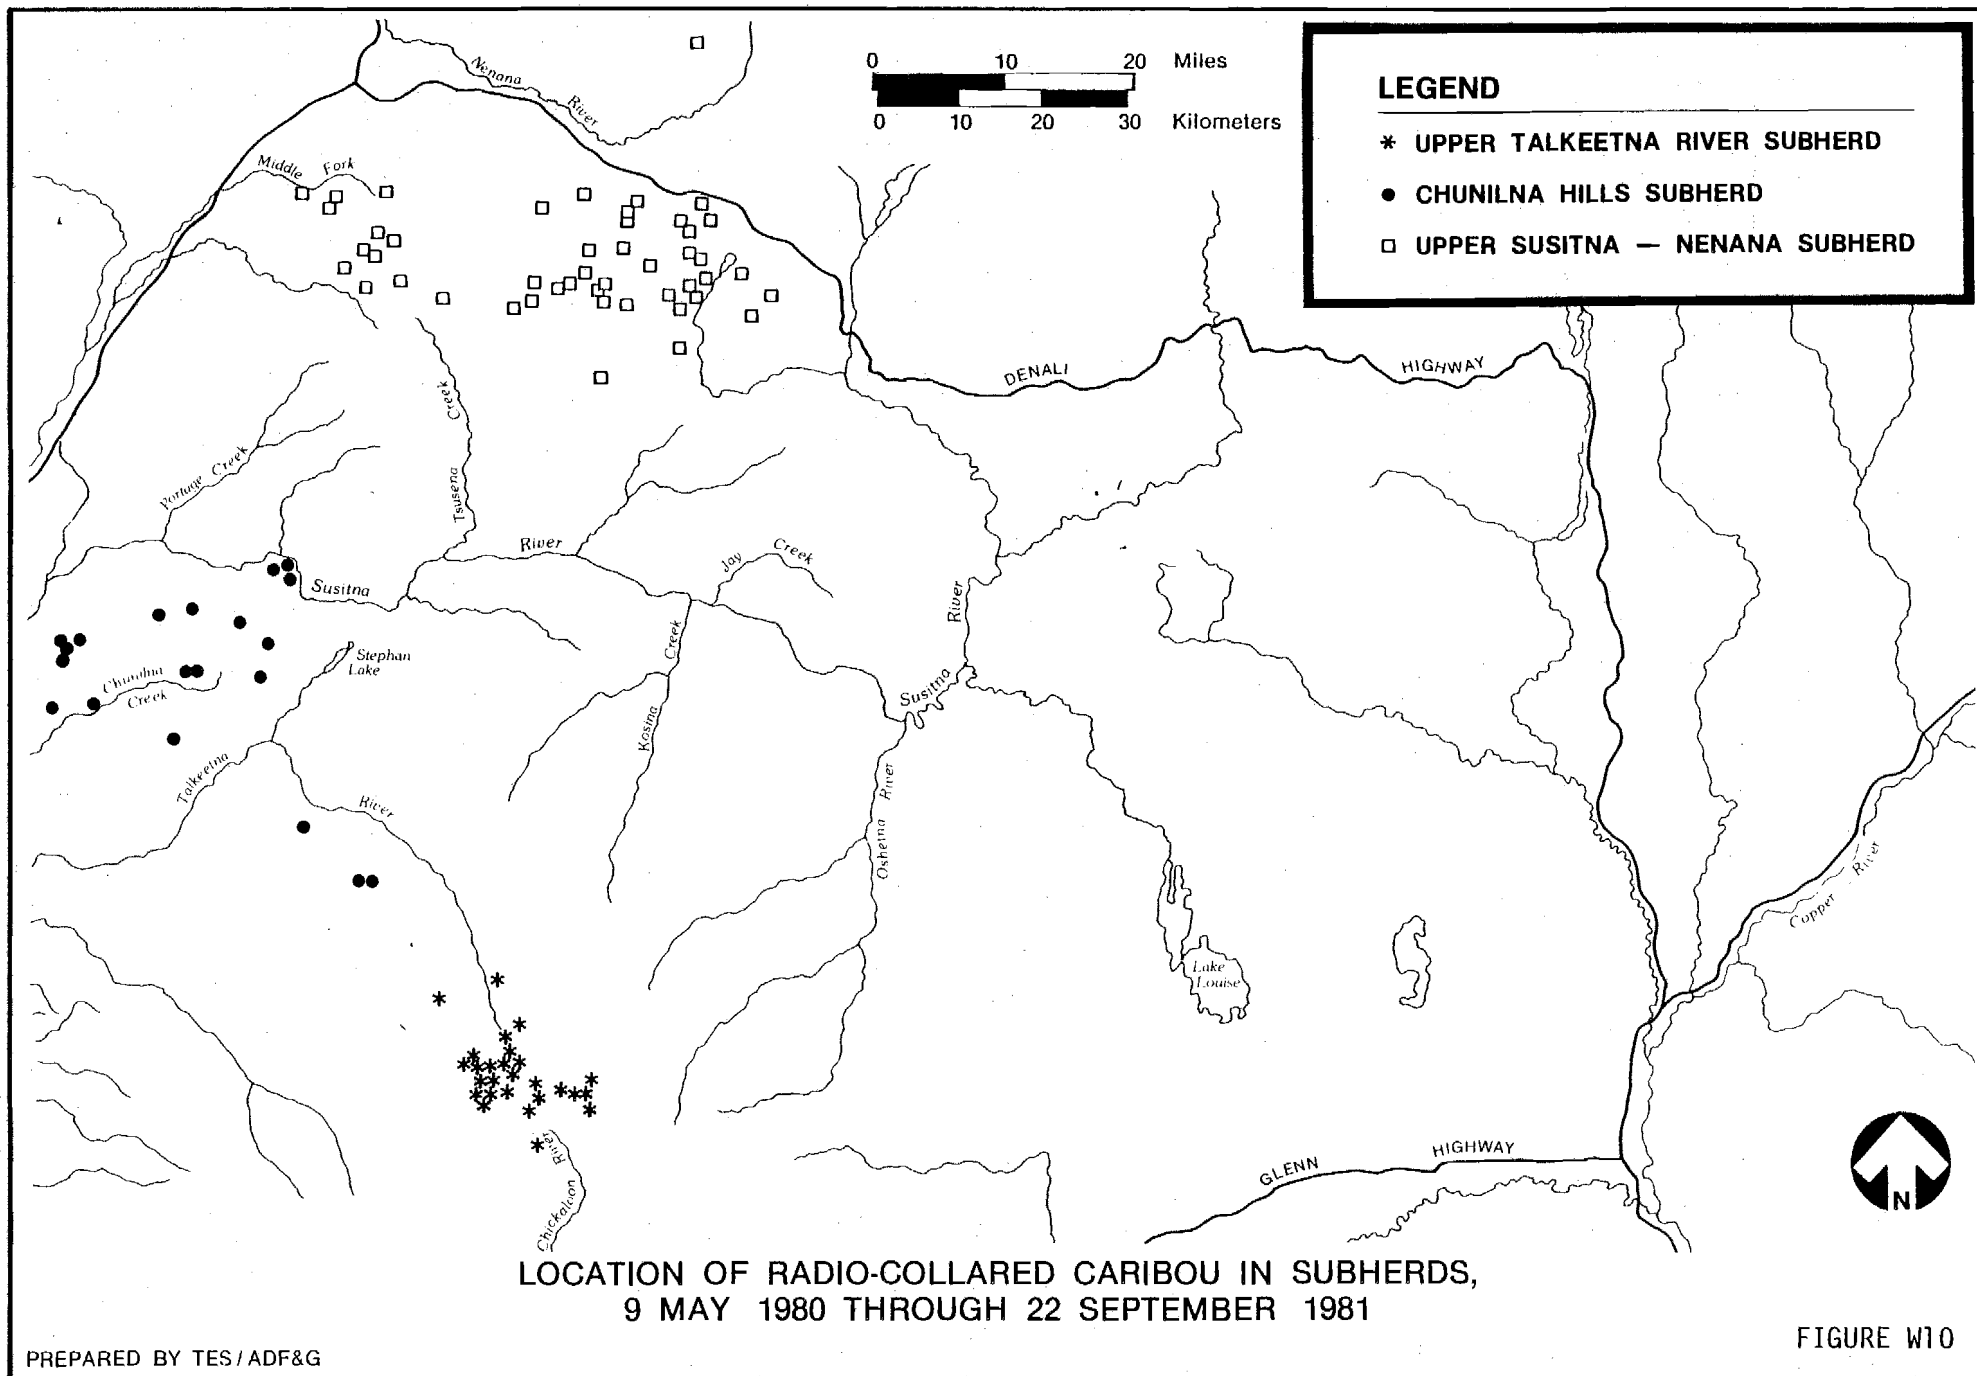 Nenana
River
0 10 20 Miles
0 10 20 30 Kilometers
LEGEND
* UPPER TALKEETNA RIVER SUBHERD
● CHUNILNA HILLS SUBHERD
□ UPPER SUSITNA — NENANA SUBHERD
Middle Fork
DENALI HIGHWAY
Portage Creek
Tsusena Creek
River
Jay Creek
Susitna
River
Stephan
Lake
Chunilna
Creek
Kosina Creek
Susitna
Talkeetna
River
Oshetna River
Copper River
Lake
Louise
Chickaloon River
GLENN HIGHWAY
N
LOCATION OF RADIO-COLLARED CARIBOU IN SUBHERDS,
9 MAY 1980 THROUGH 22 SEPTEMBER 1981
PREPARED BY TES/ADF&G
FIGURE W10